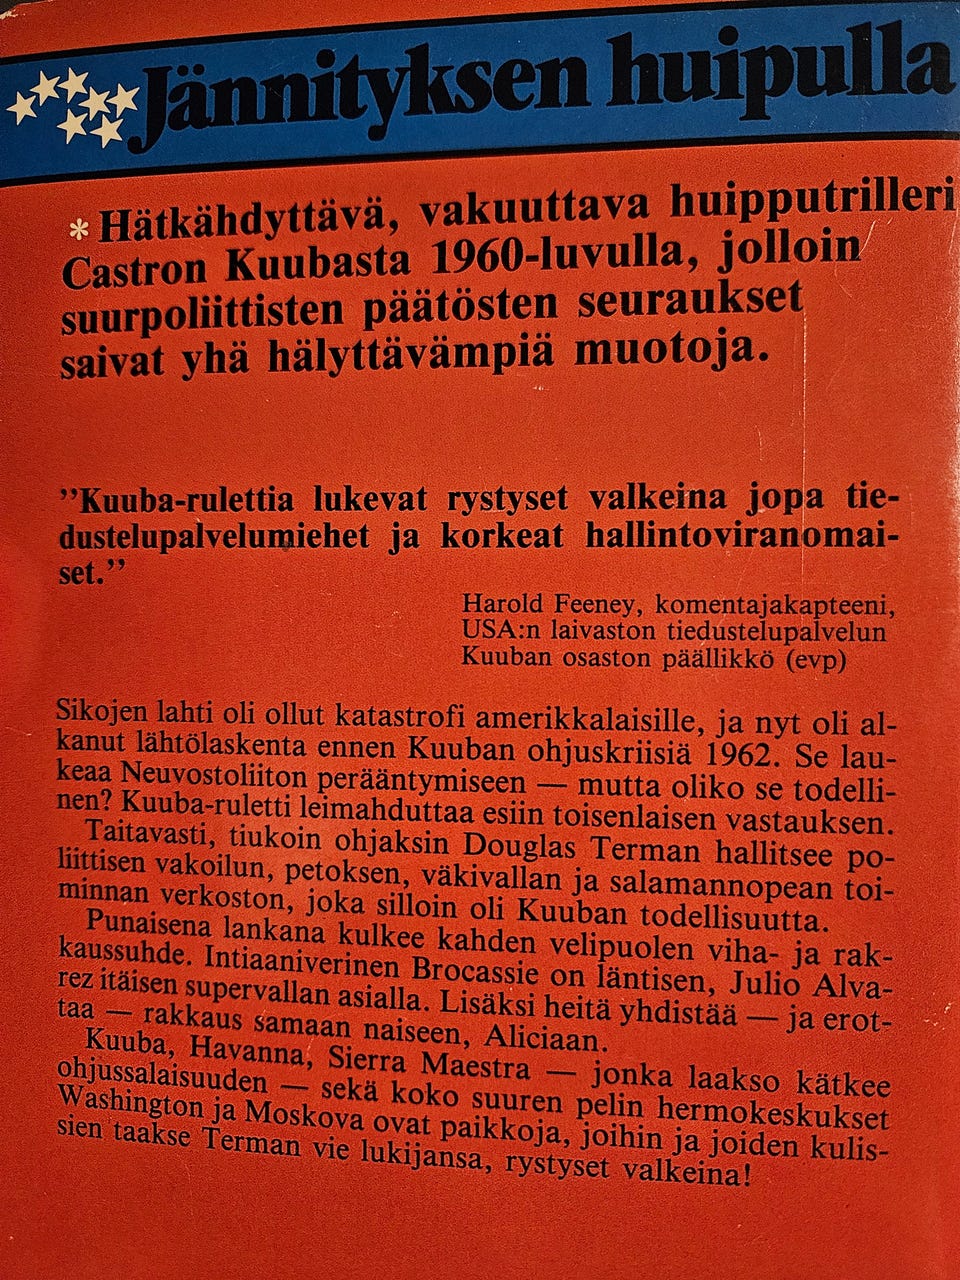 Jännityksen huipulla
* Hätkähdyttävä, vakuuttava huipputrilleri
Castron Kuubasta 1960-luvulla, jolloin
suurpoliittisten päätösten seuraukset
saivat yhä hälyttävämpiä muotoja.
”Kuuba-rulettia lukevat rystyset valkeina jopa tie-
dustelupalvelumiehet ja korkeat hallintoviranomai-
set.”
Harold Feeney, komentajakapteeni,
USA:n laivaston tiedustelupalvelun
Kuuban osaston päällikkö (evp)
Sikojen lahti oli ollut katastrofi amerikkalaisille, ja nyt oli al-
kanut lähtölaskenta ennen Kuuban ohjuskriisiä 1962. Se lau-
keaa Neuvostoliiton perääntymiseen — mutta oliko se todelli-
nen? Kuuba-ruletti leimahduttaa esiin toisenlaisen vastauksen.
Taitavasti, tiukoin ohjaksin Douglas Terman hallitsee po-
liittisen vakoilun, petoksen, väkivallan ja salamannopean toi-
minnan verkoston, joka silloin oli Kuuban todellisuutta.
Punaisena lankana kulkee kahden velipuolen viha- ja rak-
kaussuhde. Intiaaniverinen Brocassie on läntisen, Julio Alva-
rez itäisen supervallan asialla. Lisäksi heitä yhdistää — ja erot-
taa — rakkaus samaan naiseen, Aliciaan.
Kuuba, Havanna, Sierra Maestra — jonka laakso kätkee
ohjussalaisuuden — sekä koko suuren pelin hermokeskukset
Washington ja Moskova ovat paikkoja, joihin ja joiden kulis-
sien taakse Terman vie lukijansa, rystyset valkeina!